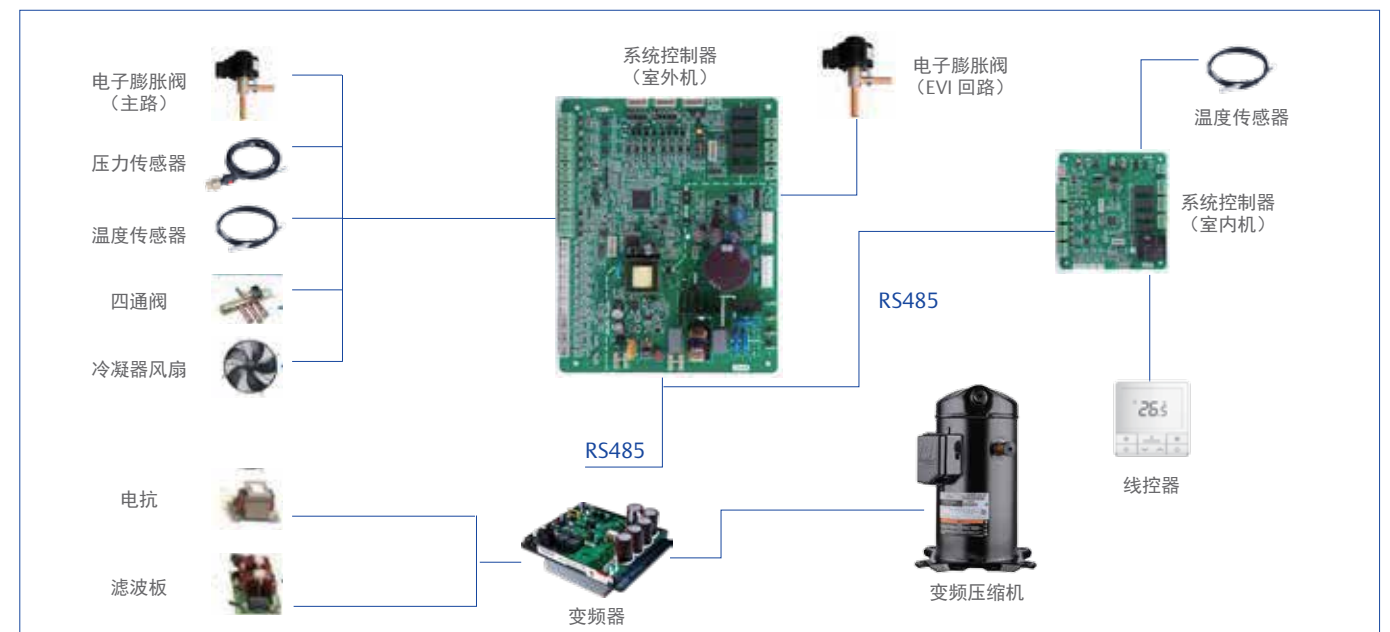 电子膨胀阀
（主路）
压力传感器
温度传感器
四通阀
冷凝器风扇
电抗
滤波板
系统控制器
（室外机）
电子膨胀阀
（EVI 回路）
温度传感器
系统控制器
（室内机）
RS485
RS485
26.5
线控器
变频器
变频压缩机